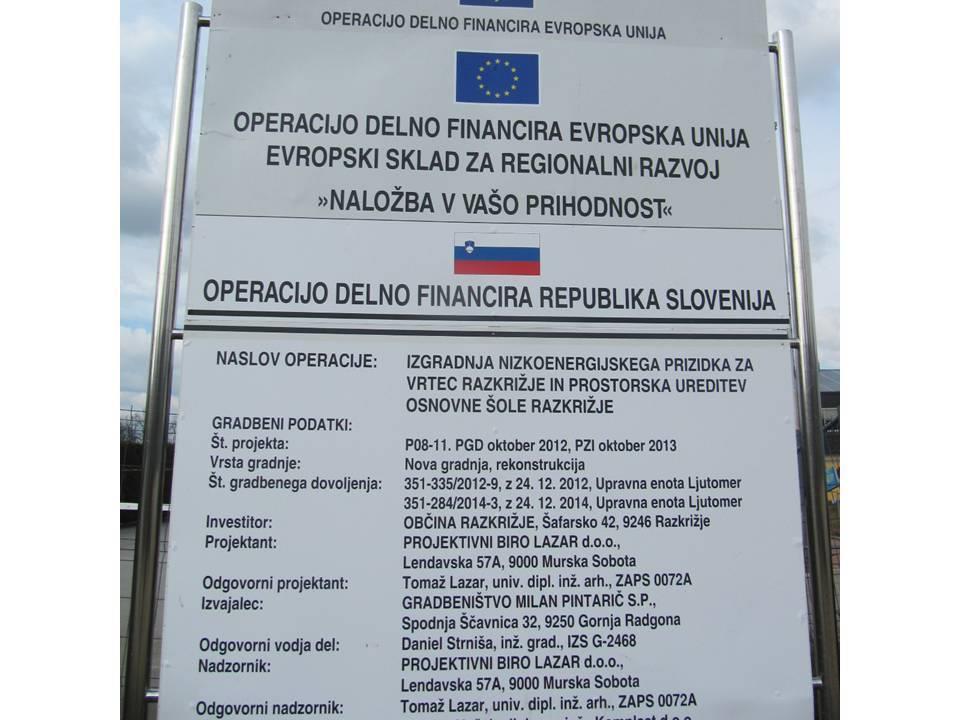 OPERACIJO DELNO FINANCIRA EVROPSKA UNIJA
OPERACIJO DELNO FINANCIRA EVROPSKA UNIJA
EVROPSKI SKLAD ZA REGIONALNI RAZVOJ
»NALOŽBA V VAŠO PRIHODNOST«
OPERACIJO DELNO FINANCIRA REPUBLIKA SLOVENIJA
NASLOV OPERACIJE: IZGRADNJA NIZKOENERGIJSKEGA PRIZIDKA ZA
VRTEC RAZKRIŽJE IN PROSTORSKA UREDITEV
OSNOVNE ŠOLE RAZKRIŽJE
GRADBENI PODATKI:
Št. projekta: P08-11. PGD oktober 2012, PZI oktober 2013
Vrsta gradnje: Nova gradnja, rekonstrukcija
Št. gradbenega dovoljenja: 351-335/2012-9, z 24. 12. 2012, Upravna enota Ljutomer
351-284/2014-3, z 24. 12. 2014, Upravna enota Ljutomer
Investitor: OBČINA RAZKRIŽJE, Šafarsko 42, 9246 Razkrižje
Projektant: PROJEKTIVNI BIRO LAZAR d.o.o.,
Lendavska 57A, 9000 Murska Sobota
Odgovorni projektant: Tomaž Lazar, univ. dipl. inž. arh., ZAPS 0072A
Izvajalec: GRADBENIŠTVO MILAN PINTARIČ S.P.,
Spodnja Ščavnica 32, 9250 Gornja Radgona
Odgovorni vodja del: Daniel Strniša, inž. grad., IZS G-2468
Nadzornik: PROJEKTIVNI BIRO LAZAR d.o.o.,
Lendavska 57A, 9000 Murska Sobota
Odgovorni nadzornik: Tomaž Lazar, univ. dipl. inž. arh., ZAPS 0072A